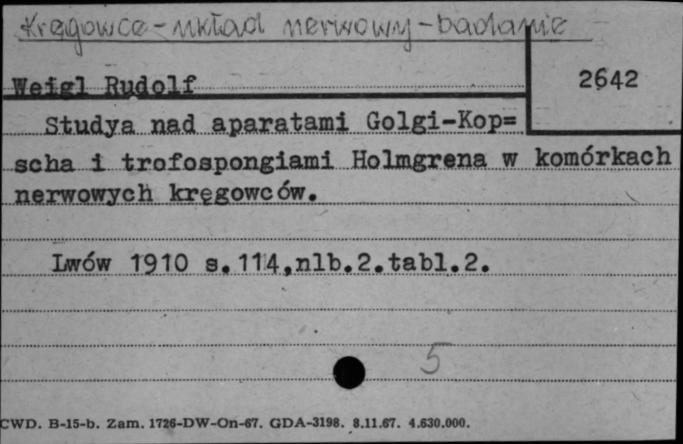 Kręgowce - układ nerwowy - badanie
Weigl Rudolf
2642
Studya nad aparatami Golgi-Kop=
scha i trofospongiami Holmgrena w komórkach
nerwowych kręgowców.
Lwów 1910 s.114,nlb.2.tabl.2.
5
CWD. B-15-b. Zam. 1726-DW-On-67. GDA-3198. 8.11.67. 4.630.000.